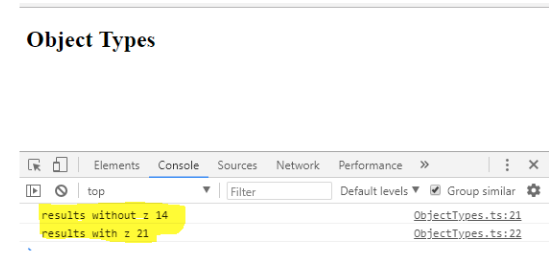 Object Types
Elements Console Sources Network Performance »
top Filter Default levels Group similar
results without z 14 ObjectTypes.ts:21
results with z 21 ObjectTypes.ts:22